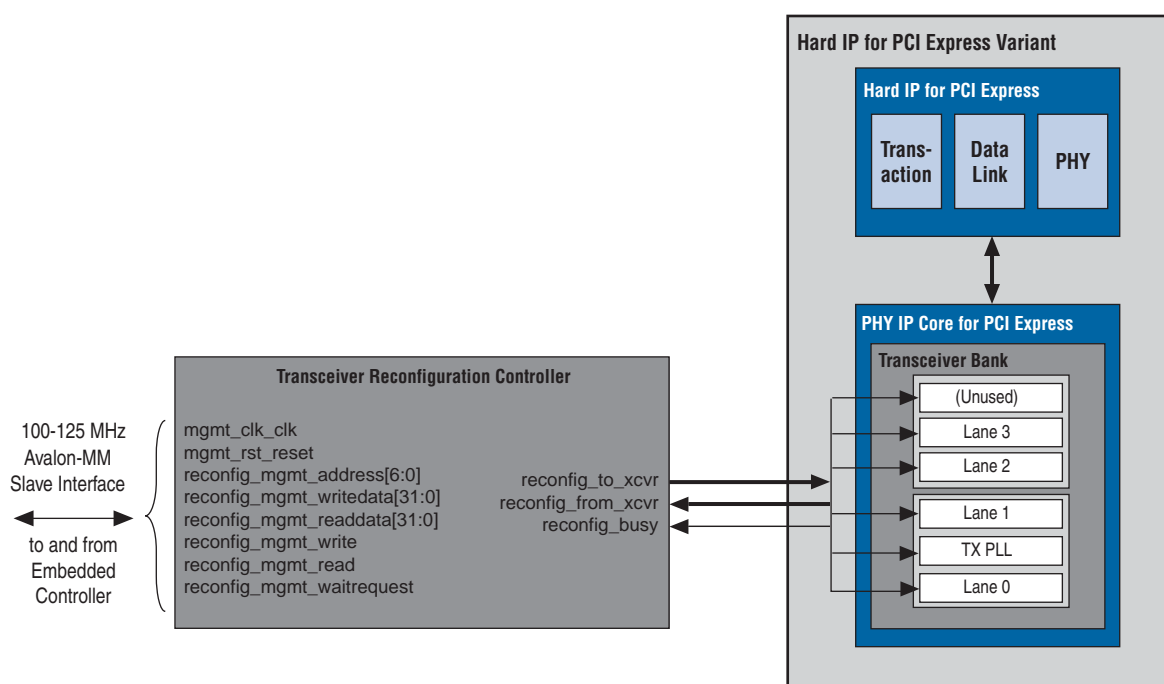 Hard IP for PCI Express Variant
Hard IP for PCI Express
Trans-
action
Data
Link
PHY
PHY IP Core for PCI Express
Transceiver Bank
(Unused)
Lane 3
Lane 2
Lane 1
TX PLL
Lane 0
Transceiver Reconfiguration Controller
mgmt_clk_clk
mgmt_rst_reset
reconfig_mgmt_address[6:0]
reconfig_mgmt_writedata[31:0]
reconfig_mgmt_readdata[31:0]
reconfig_mgmt_write
reconfig_mgmt_read
reconfig_mgmt_waitrequest
reconfig_to_xcvr
reconfig_from_xcvr
reconfig_busy
100-125 MHz
Avalon-MM
Slave Interface
to and from
Embedded
Controller